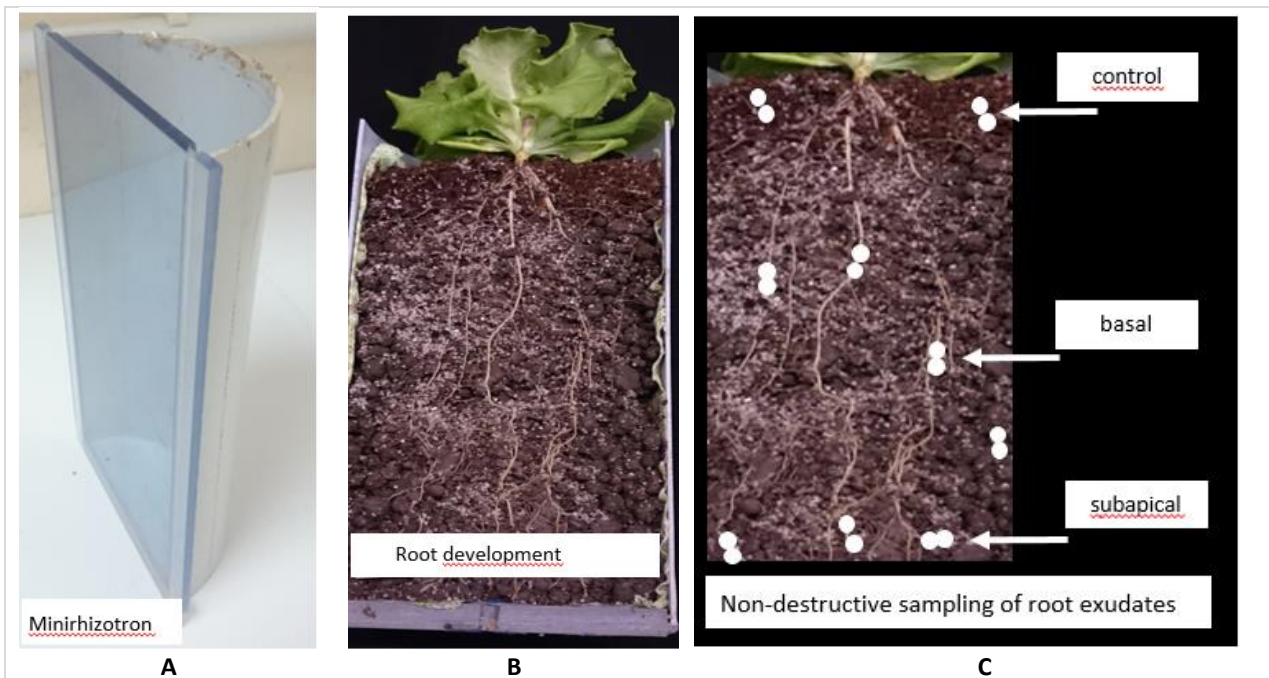 control
basal
subapical
Root development
Non-destructive sampling of root exudates
Minirhizotron
A
B
C